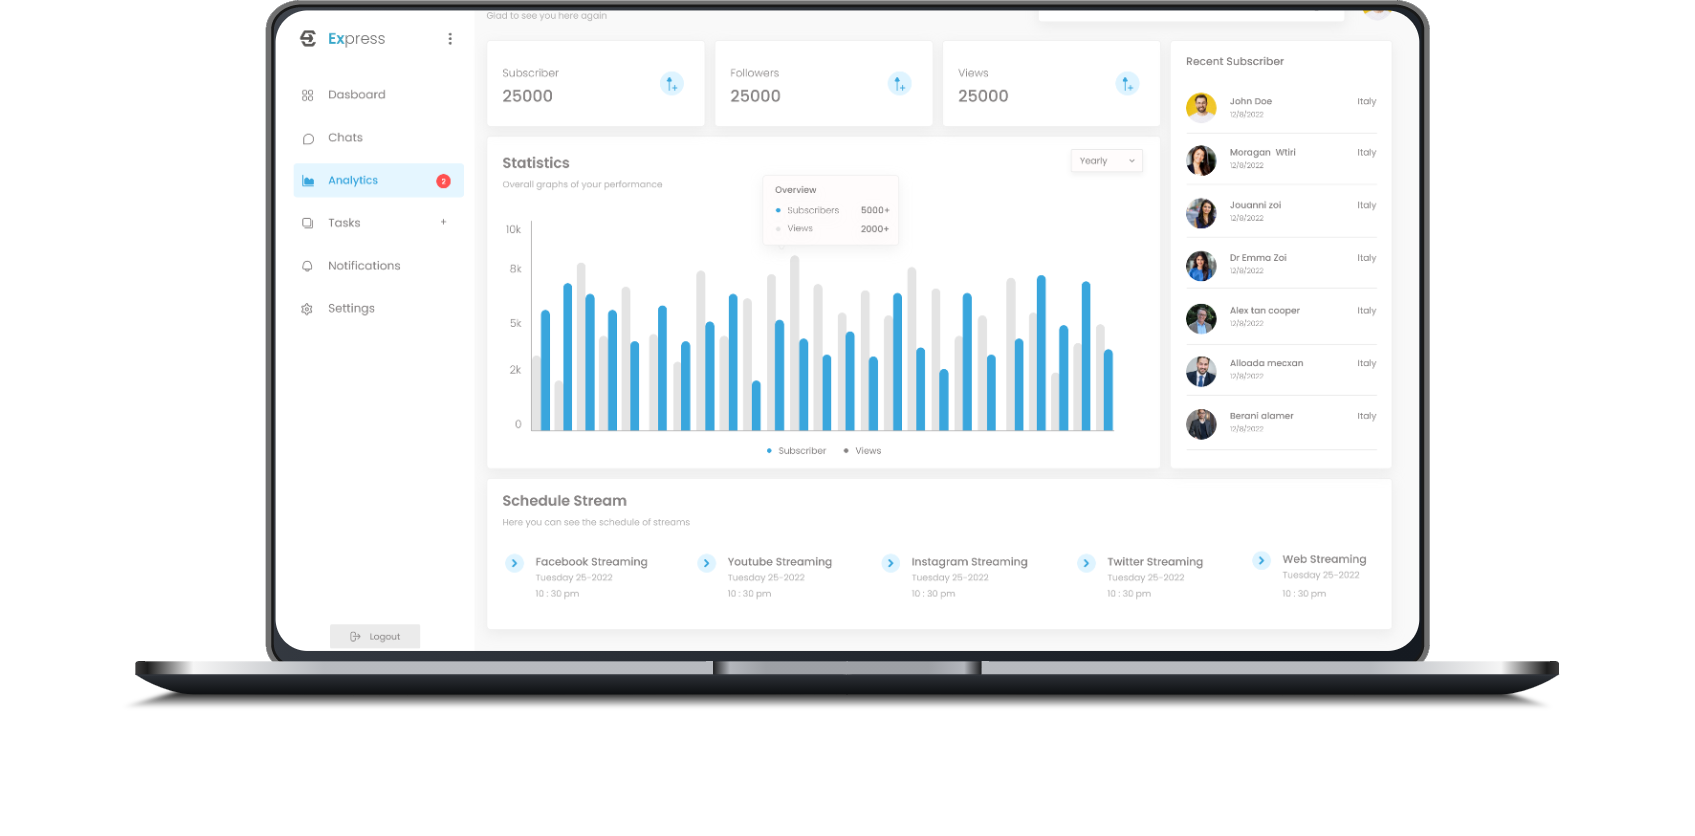 Glad to see you here again
Express
Dasboard
Chats
Analytics 2
Tasks +
Notifications
Settings
Logout
Subscriber
25000
Followers
25000
Views
25000
Statistics
Overall graphs of your performance
Yearly
Overview
Subscribers 5000+
Views 2000+
10k
8k
5k
2k
0
Subscriber Views
Recent Subscriber
John Doe Italy
12/8/2022
Moragan Wtiri Italy
12/8/2022
Jouanni zoi Italy
12/8/2022
Dr Emma Zoi Italy
12/8/2022
Alex tan cooper Italy
12/8/2022
Alloada mecxan Italy
12/8/2022
Berani alamer Italy
12/8/2022
Schedule Stream
Here you can see the schedule of streams
Facebook Streaming
Tuesday 25-2022
10 : 30 pm
Youtube Streaming
Tuesday 25-2022
10 : 30 pm
Instagram Streaming
Tuesday 25-2022
10 : 30 pm
Twitter Streaming
Tuesday 25-2022
10 : 30 pm
Web Streaming
Tuesday 25-2022
10 : 30 pm